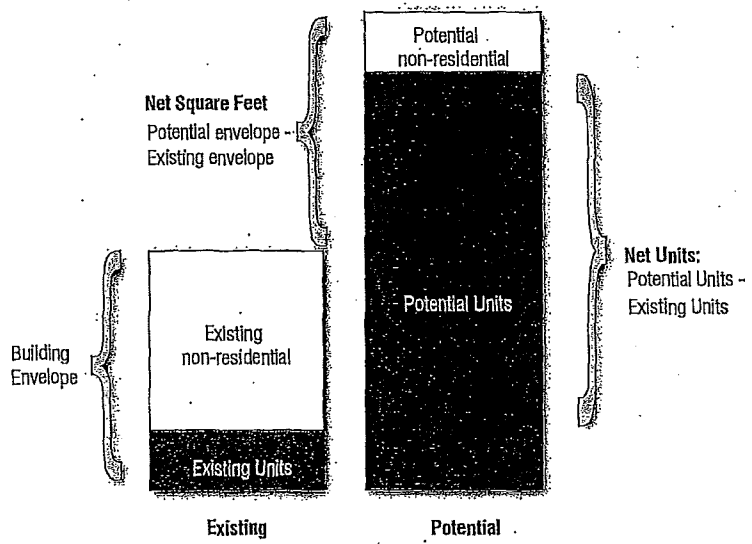 Potential
non-residential
Net Square Feet
Potential envelope -
Existing envelope
Net Units:
Potential Units -
Existing Units
Potential Units
Existing
non-residential
Building
Envelope
Existing Units
Existing
Potential